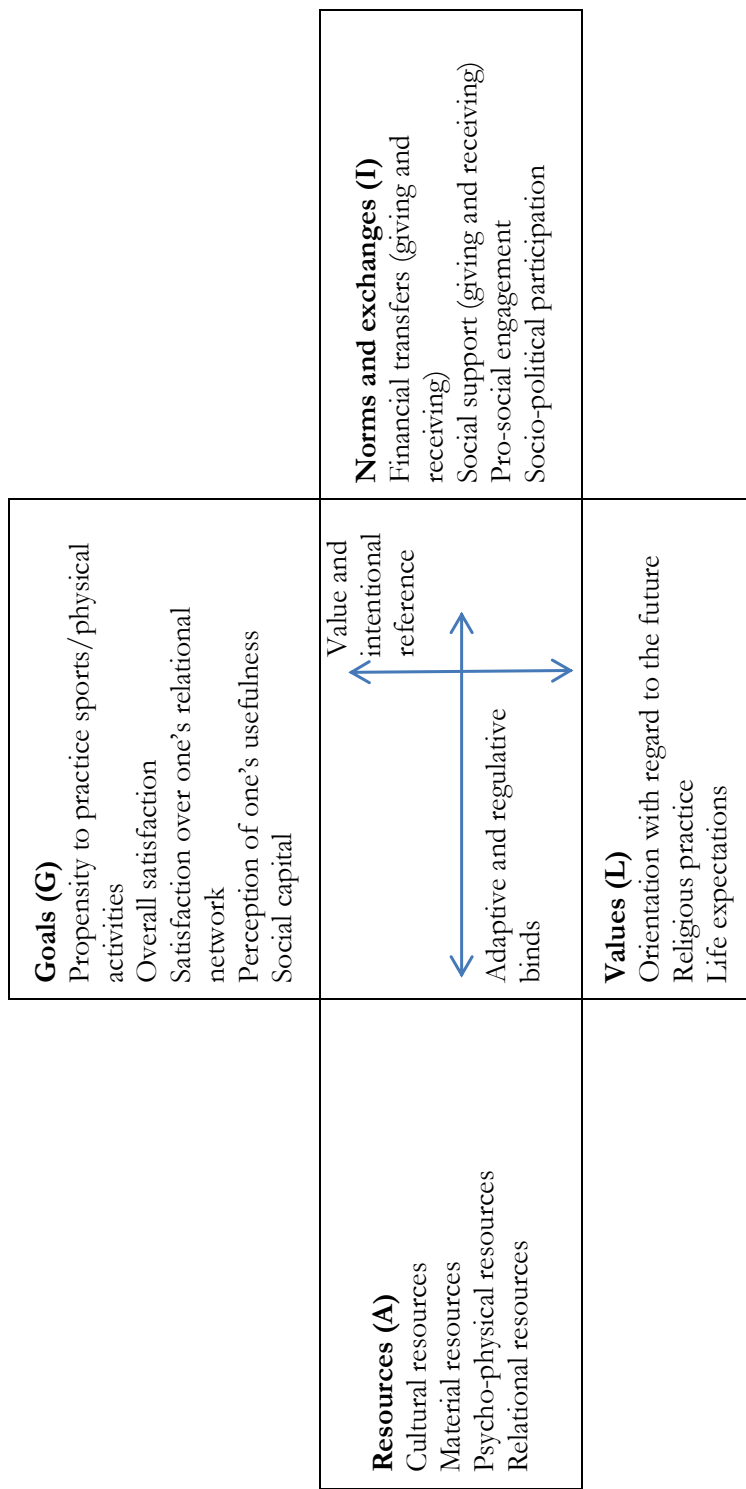 Goals (G)
Propensity to practice sports/physical
activities
Overall satisfaction
Satisfaction over one’s relational
network
Perception of one’s usefulness
Social capital
Resources (A)
Cultural resources
Material resources
Psycho-physical resources
Relational resources
Value and
intentional
reference
Adaptive and regulative
binds
Norms and exchanges (I)
Financial transfers (giving and
receiving)
Social support (giving and receiving)
Pro-social engagement
Socio-political participation
Values (L)
Orientation with regard to the future
Religious practice
Life expectations